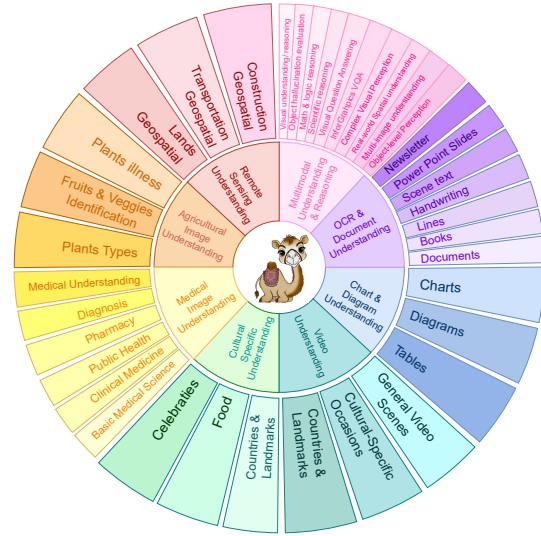 Visual understanding/ reasoning
Object hallucination evaluation
Math & logic reasoning
Scientific reasoning
Visual Question Answering
InfoGrahpics VQA
Complex Visual Perception
Real-world Spatial understanding
Multi-image understanding
Object-level Perception
Newsletter
Power Point Slides
Scene text
Handwriting
Lines
Books
Documents
Charts
Diagrams
Tables
General Video
Scenes
Cultural-Specific
Occasions
Countries &
Landmarks
Countries &
Landmarks
Food
Celebraties
Basic Medical Science
Clinical Medicine
Public Health
Pharmacy
Diagnosis
Medical Understanding
Plants Types
Fruits & Veggies
Identification
Plants illness
Lands
Geospatial
Transportation
Geospatial
Construction
Geospatial
Multimodal
Understanding
& Reasoning
OCR &
Document
Understanding
Chart &
Diagram
Understanding
Video
Understanding
Cultural
Specific
Understanding
Medical
Image
Understanding
Agricultural
Image
Understanding
Remote
Sensing
Understanding